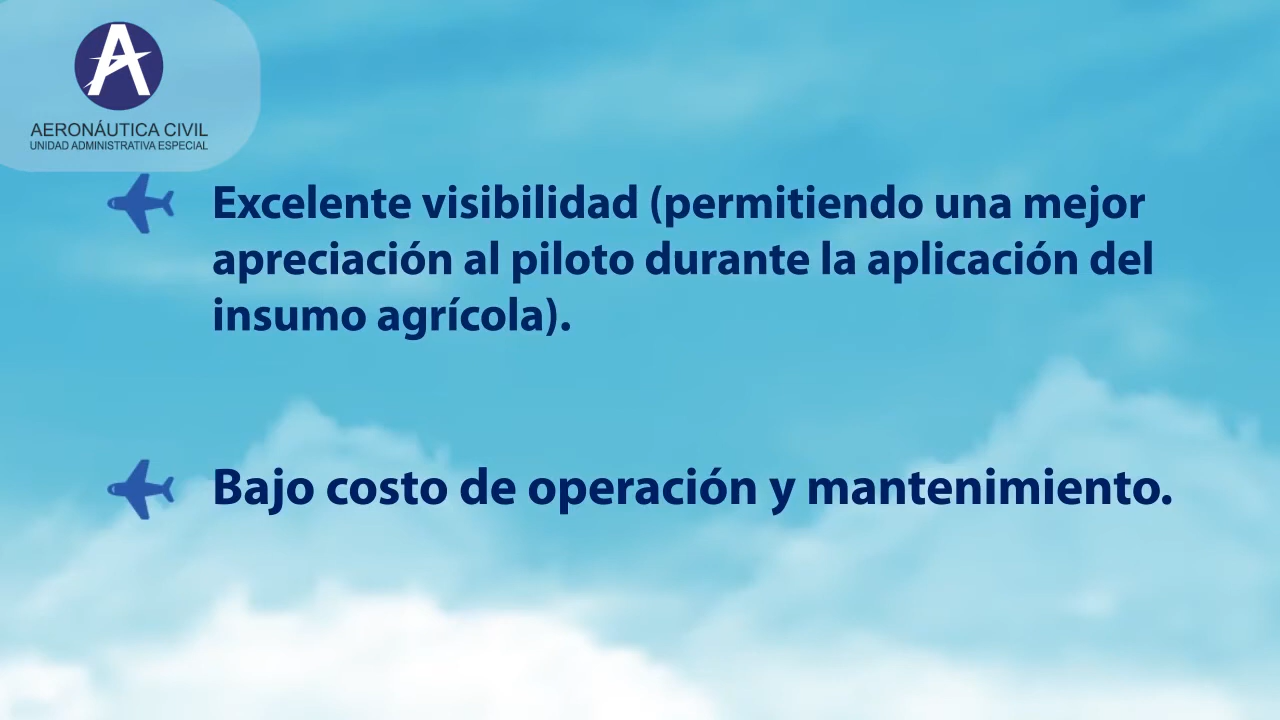 AERONÁUTICA CIVIL
UNIDAD ADMINISTRATIVA ESPECIAL
Excelente visibilidad (permitiendo una mejor
apreciación al piloto durante la aplicación del
insumo agrícola).
Bajo costo de operación y mantenimiento.